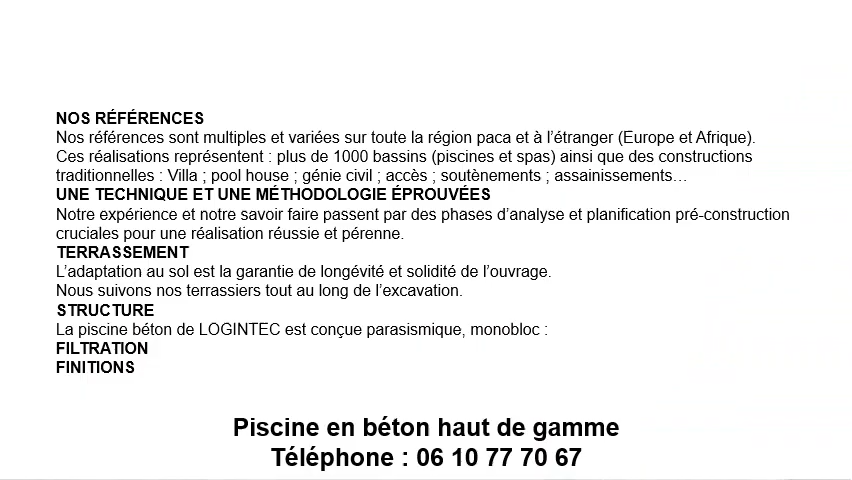 NOS RÉFÉRENCES
Nos références sont multiples et variées sur toute la région paca et à l’étranger (Europe et Afrique).
Ces réalisations représentent : plus de 1000 bassins (piscines et spas) ainsi que des constructions
traditionnelles : Villa ; pool house ; génie civil ; accès ; soutènements ; assainissements…
UNE TECHNIQUE ET UNE MÉTHODOLOGIE ÉPROUVÉES
Notre expérience et notre savoir faire passent par des phases d’analyse et planification pré-construction
cruciales pour une réalisation réussie et pérenne.
TERRASSEMENT
L’adaptation au sol est la garantie de longévité et solidité de l’ouvrage.
Nous suivons nos terrassiers tout au long de l’excavation.
STRUCTURE
La piscine béton de LOGINTEC est conçue parasismique, monobloc :
FILTRATION
FINITIONS
Piscine en béton haut de gamme
Téléphone : 06 10 77 70 67